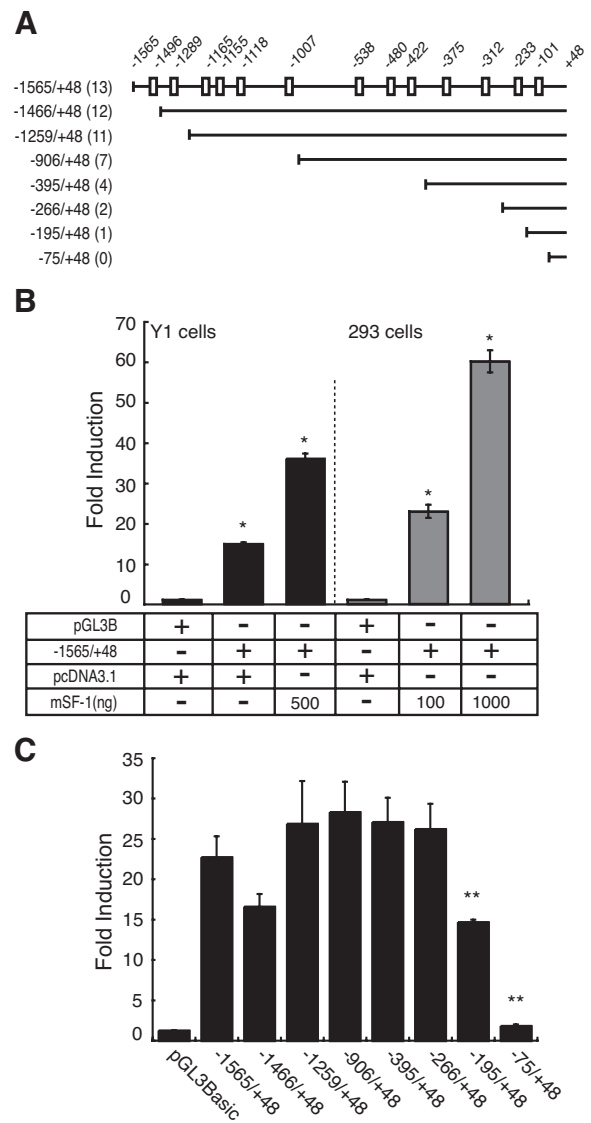 A
-1565 -1496 -1289 -1165 -1155 -1118 -1007 -538 -480 -422 -375 -312 -233 -101 +48
-1565/+48 (13)
-1466/+48 (12)
-1259/+48 (11)
-906/+48 (7)
-395/+48 (4)
-266/+48 (2)
-195/+48 (1)
-75/+48 (0)
B
Y1 cells 293 cells
Fold Induction
70
60
50
40
30
20
10
0
* * * *
pGL3B + - - + - -
-1565/+48 - + + - + +
pcDNA3.1 + + - + - -
mSF-1(ng) - - 500 - 100 1000
C
Fold Induction
35
30
25
20
15
10
5
0
** **
pGL3Basic -1565/+48 -1466/+48 -1259/+48 -906/+48 -395/+48 -266/+48 -195/+48 -75/+48